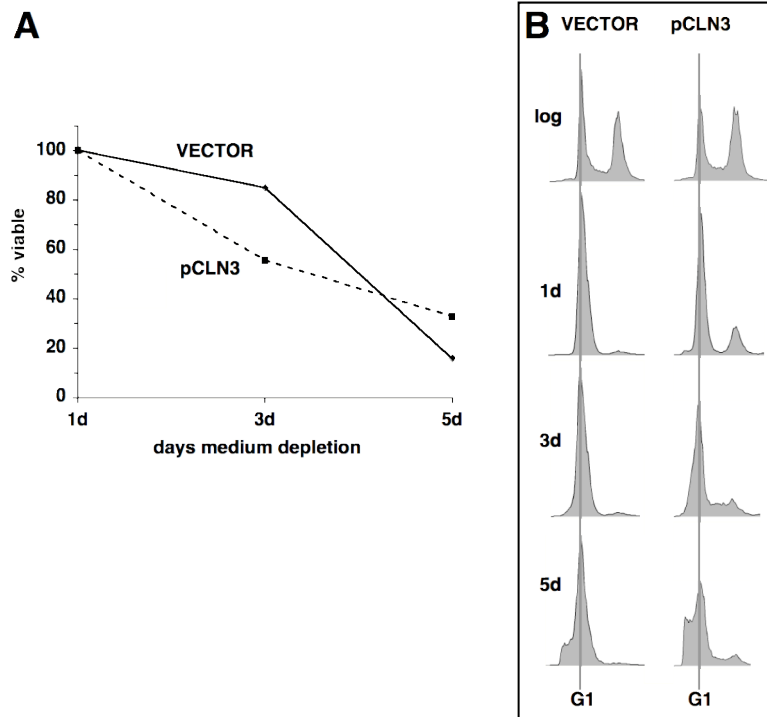 A
% viable
100
80
60
40
20
0
VECTOR
pCLN3
1d
3d
5d
days medium depletion
B
VECTOR pCLN3
log
1d
3d
5d
G1 G1